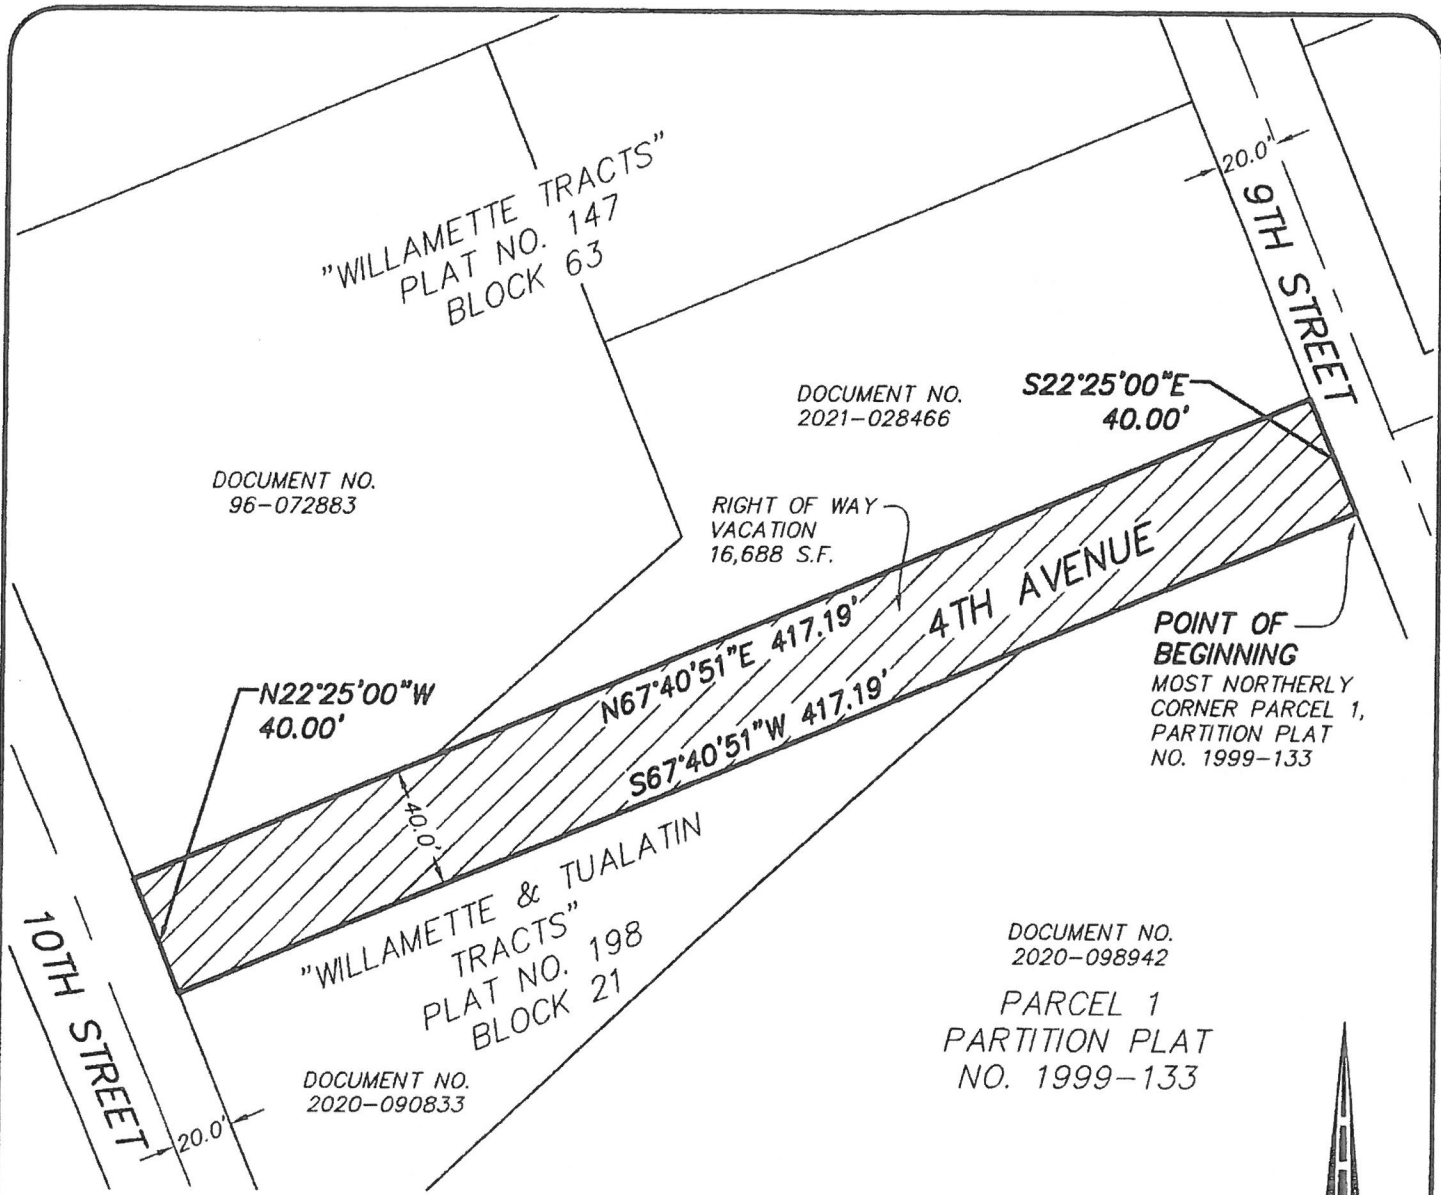 "WILLAMETTE TRACTS"
PLAT NO. 147
BLOCK 63
20.0'
9TH STREET
DOCUMENT NO.
2021-028466
S22°25'00"E
40.00'
DOCUMENT NO.
96-072883
RIGHT OF WAY
VACATION
16,688 S.F.
4TH AVENUE
N67°40'51"E 417.19'
S67°40'51"W 417.19'
POINT OF
BEGINNING
MOST NORTHERLY
CORNER PARCEL 1,
PARTITION PLAT
NO. 1999-133
N22°25'00"W
40.00'
40.0'
"WILLAMETTE & TUALATIN
TRACTS"
PLAT NO. 198
BLOCK 21
10TH STREET
20.0'
DOCUMENT NO.
2020-090833
DOCUMENT NO.
2020-098942
PARCEL 1
PARTITION PLAT
NO. 1999-133